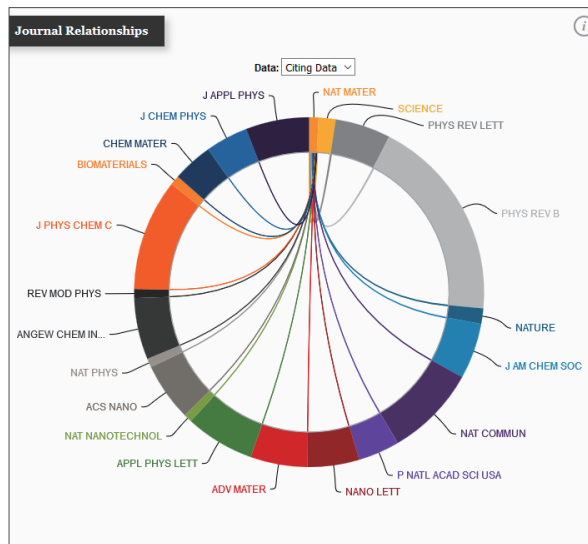 Journal Relationships
i
Data: Citing Data
NAT MATER
J APPL PHYS
SCIENCE
J CHEM PHYS
PHYS REV LETT
CHEM MATER
BIOMATERIALS
PHYS REV B
J PHYS CHEM C
REV MOD PHYS
NATURE
ANGEW CHEM IN...
J AM CHEM SOC
NAT PHYS
ACS NANO
NAT COMMUN
NAT NANOTECHNOL
APPL PHYS LETT
P NATL ACAD SCI USA
ADV MATER
NANO LETT